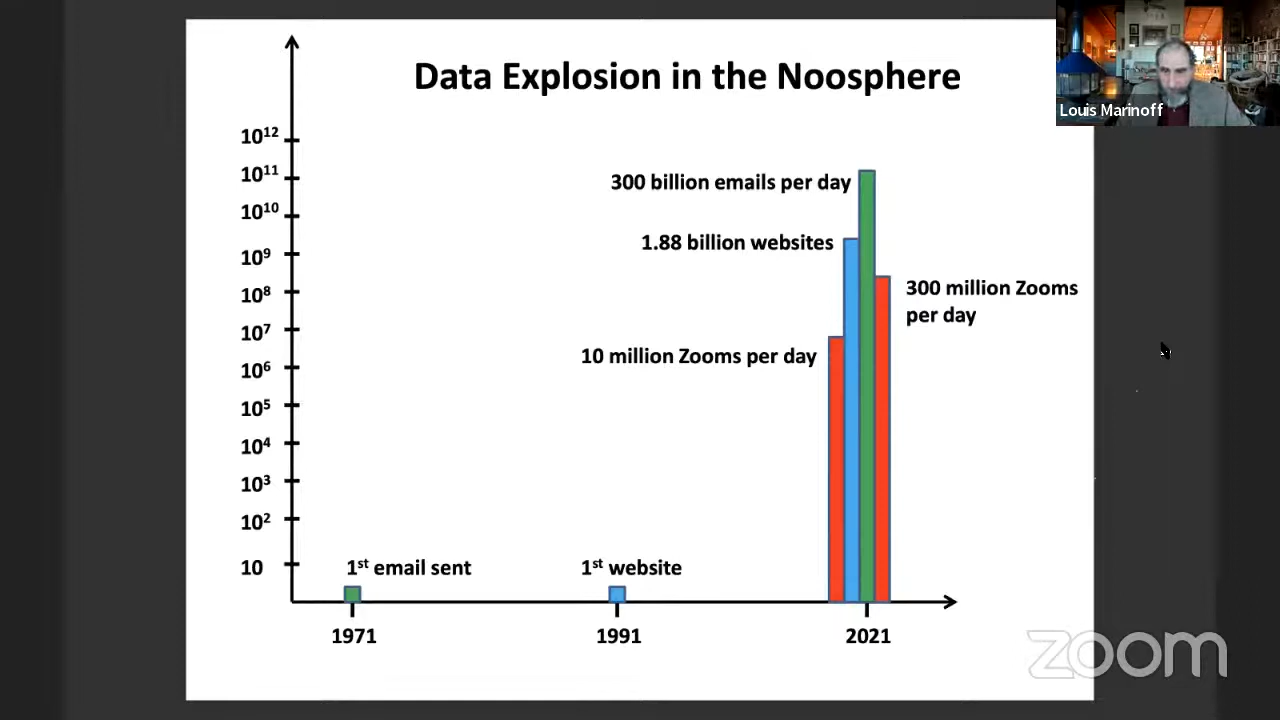 Data Explosion in the Noosphere
Louis Marinoff
10¹²
10¹¹
10¹⁰
10⁹
10⁸
10⁷
10⁶
10⁵
10⁴
10³
10²
10
300 billion emails per day
1.88 billion websites
300 million Zooms
per day
10 million Zooms per day
1st email sent
1st website
1971
1991
2021
zoom